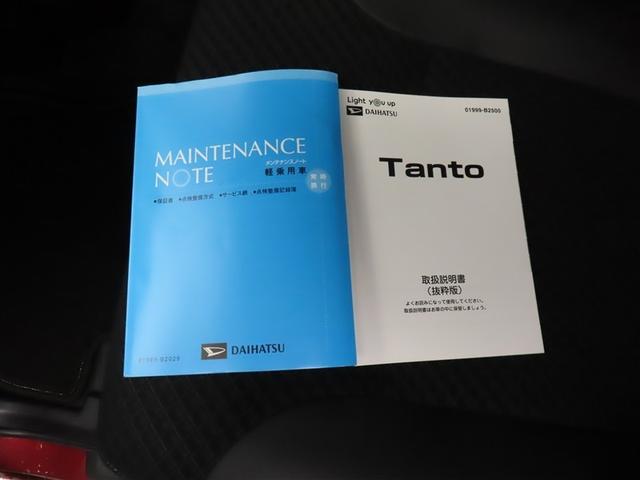 MAINTENANCE
NOTE
メンテナンスノート
軽乗用車
常時
携行
●保証書 ●点検整備方式 ●サービス網 ●点検整備記録簿
DAIHATSU
01999-B2029
Light you up
DAIHATSU
01999-B2500
Tanto
取扱説明書
（抜粋版）
よくお読みになって使用してください。
取扱説明書はお車の中に保管しましょう。